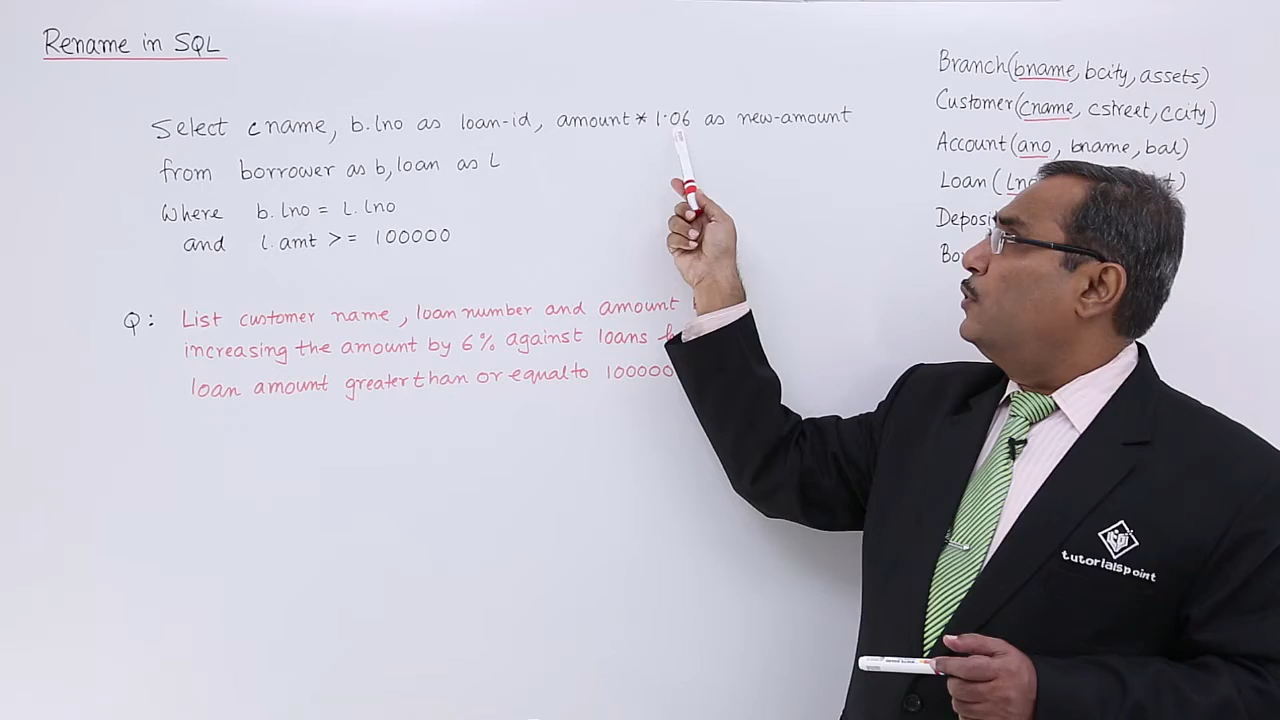 Rename in SQL
Select cname, b.lno as loan-id, amount * 1.06 as new-amount
from borrower as b, loan as L
Where b.lno = L.lno
and l.amt >= 100000
Q: List customer name, loan number and amount
increasing the amount by 6% against loans
loan amount greater than or equal to 100000
Branch(bname, bcity, assets)
Customer(cname, cstreet, ccity)
Account(ano, bname, bal)
Loan (lno
tutorialspoint